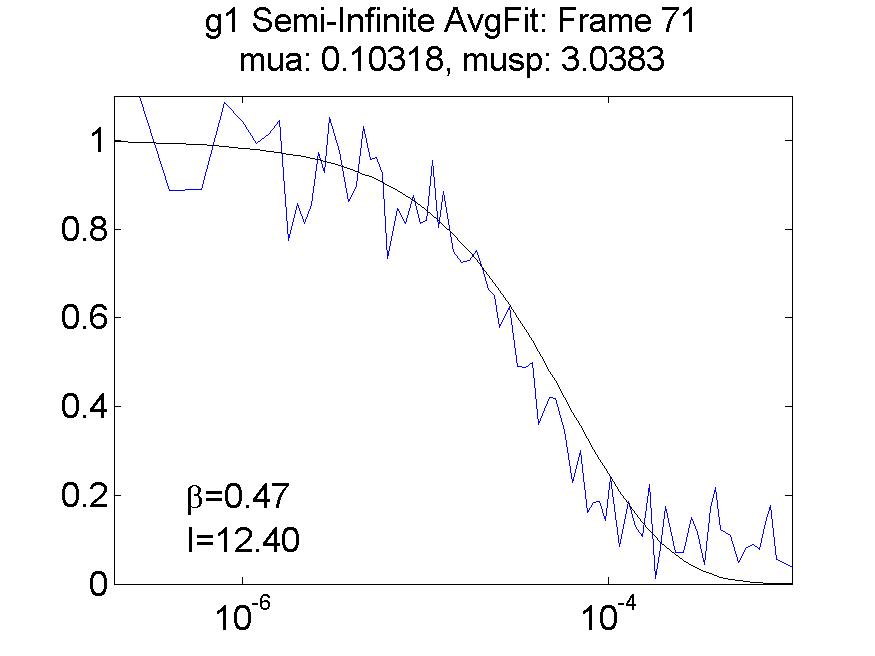 g1 Semi-Infinite AvgFit: Frame 71
mua: 0.10318, musp: 3.0383
1
0.8
0.6
0.4
0.2
0
β=0.47
I=12.40
10^-6
10^-4